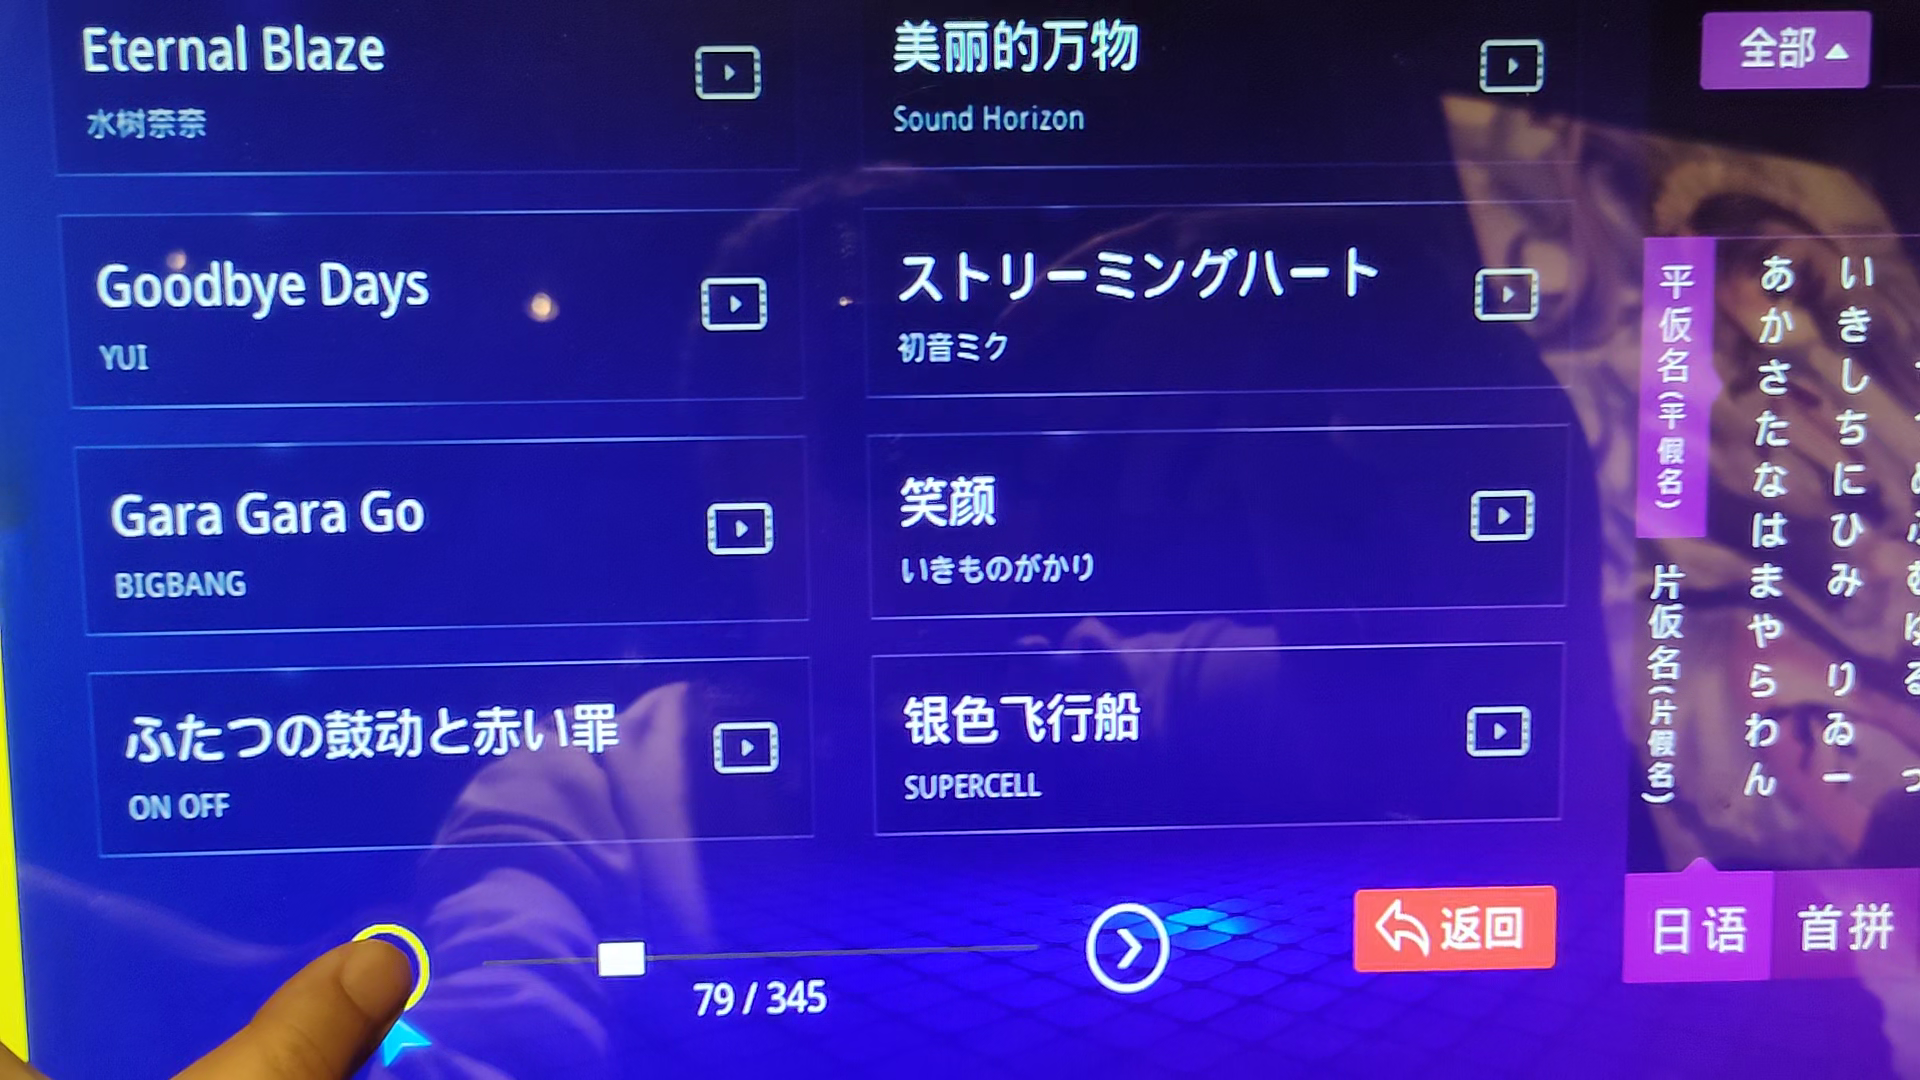 Eternal Blaze
水树奈奈
美丽的万物
Sound Horizon
全部
Goodbye Days
YUI
ストリーミングハート
初音ミク
Gara Gara Go
BIGBANG
笑颜
いきものがかり
ふたつの鼓动と赤い罪
ON OFF
银色飞行船
SUPERCELL
平仮名(平假名)
片仮名(片假名)
あかさたなはまやらわん
いきしちにひみ りゐー
79 / 345
返回
日语
首拼